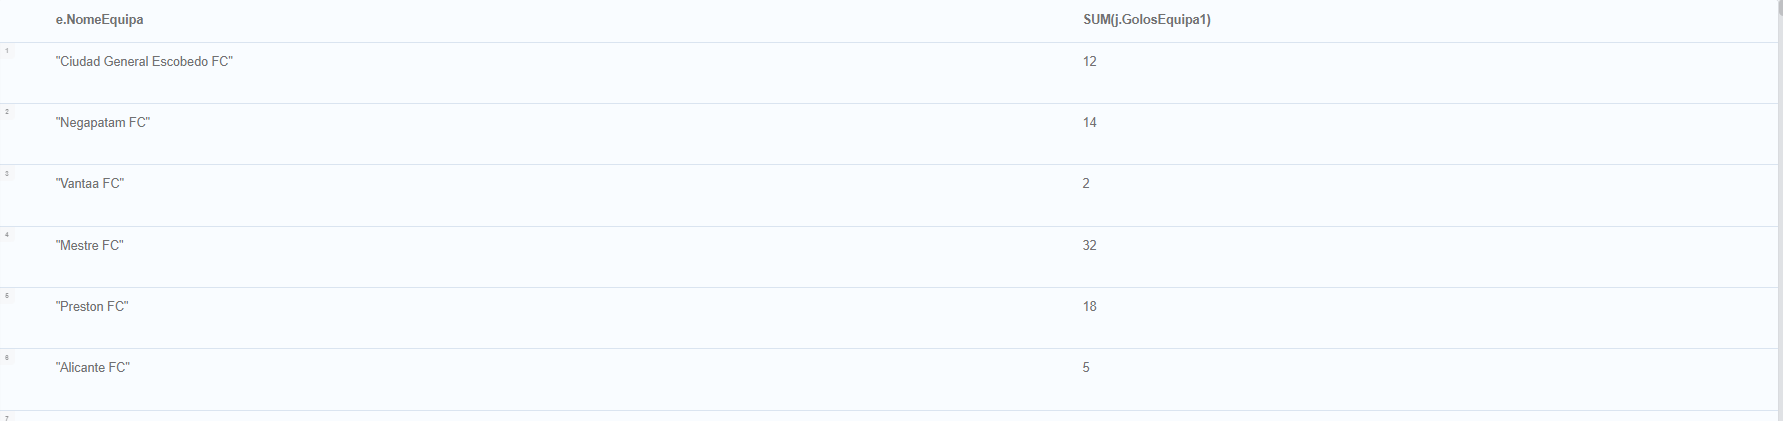 e.NomeEquipa SUM(j.GolosEquipa1)
1
"Ciudad General Escobedo FC" 12
2
"Negapatam FC" 14
3
"Vantaa FC" 2
4
"Mestre FC" 32
5
"Preston FC" 18
6
"Alicante FC" 5
7